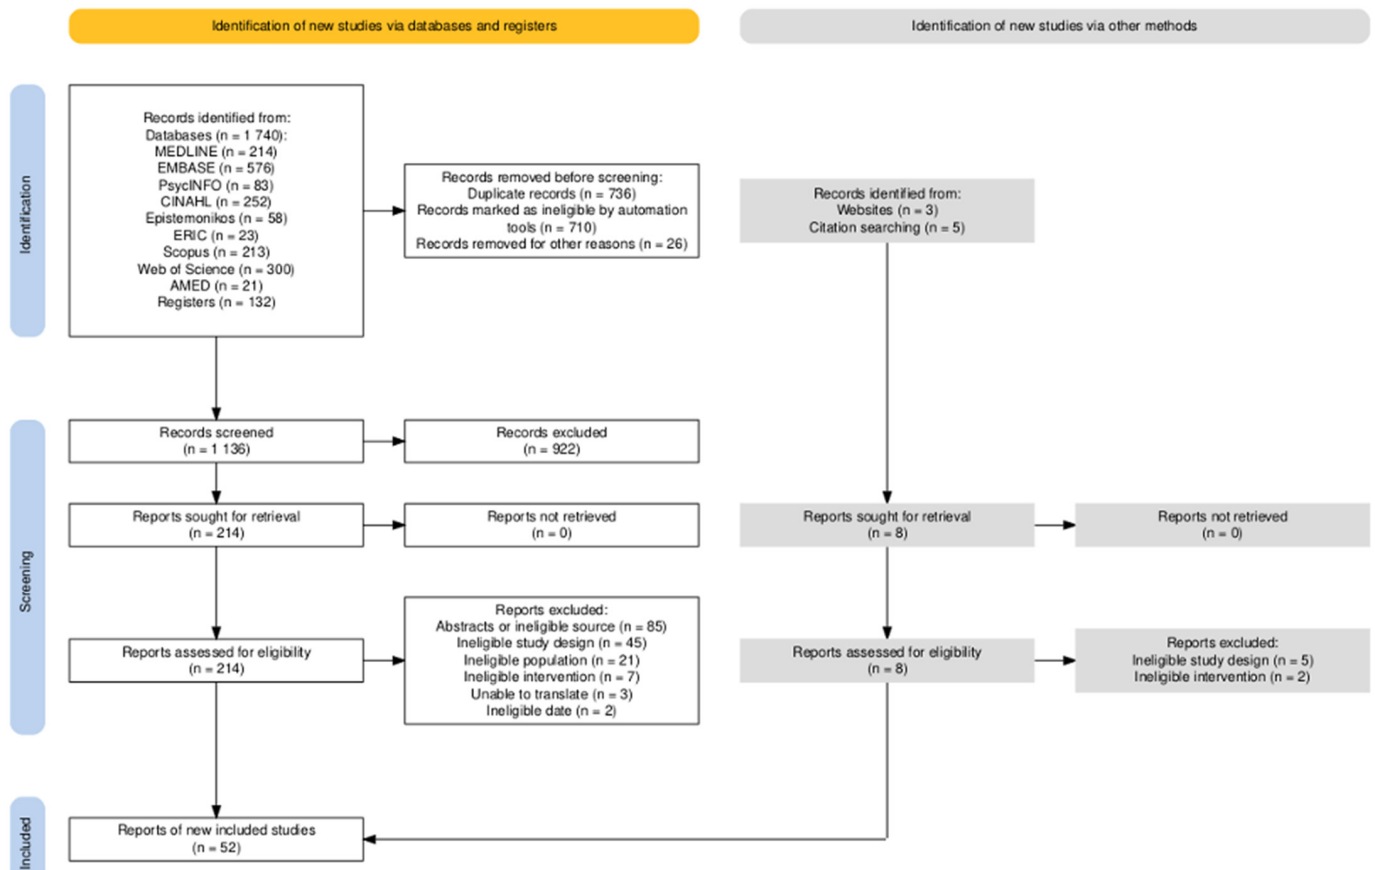 Identification of new studies via databases and registers
Identification of new studies via other methods
Identification
Records identified from:
Databases (n = 1 740):
MEDLINE (n = 214)
EMBASE (n = 576)
PsycINFO (n = 83)
CINAHL (n = 252)
Epistemonikos (n = 58)
ERIC (n = 23)
Scopus (n = 213)
Web of Science (n = 300)
AMED (n = 21)
Registers (n = 132)
Records removed before screening:
Duplicate records (n = 736)
Records marked as ineligible by automation
tools (n = 710)
Records removed for other reasons (n = 26)
Records identified from:
Websites (n = 3)
Citation searching (n = 5)
Screening
Records screened
(n = 1 136)
Records excluded
(n = 922)
Reports sought for retrieval
(n = 214)
Reports not retrieved
(n = 0)
Reports sought for retrieval
(n = 8)
Reports not retrieved
(n = 0)
Reports assessed for eligibility
(n = 214)
Reports excluded:
Abstracts or ineligible source (n = 85)
Ineligible study design (n = 45)
Ineligible population (n = 21)
Ineligible intervention (n = 7)
Unable to translate (n = 3)
Ineligible date (n = 2)
Reports assessed for eligibility
(n = 8)
Reports excluded:
Ineligible study design (n = 5)
Ineligible intervention (n = 2)
Included
Reports of new included studies
(n = 52)